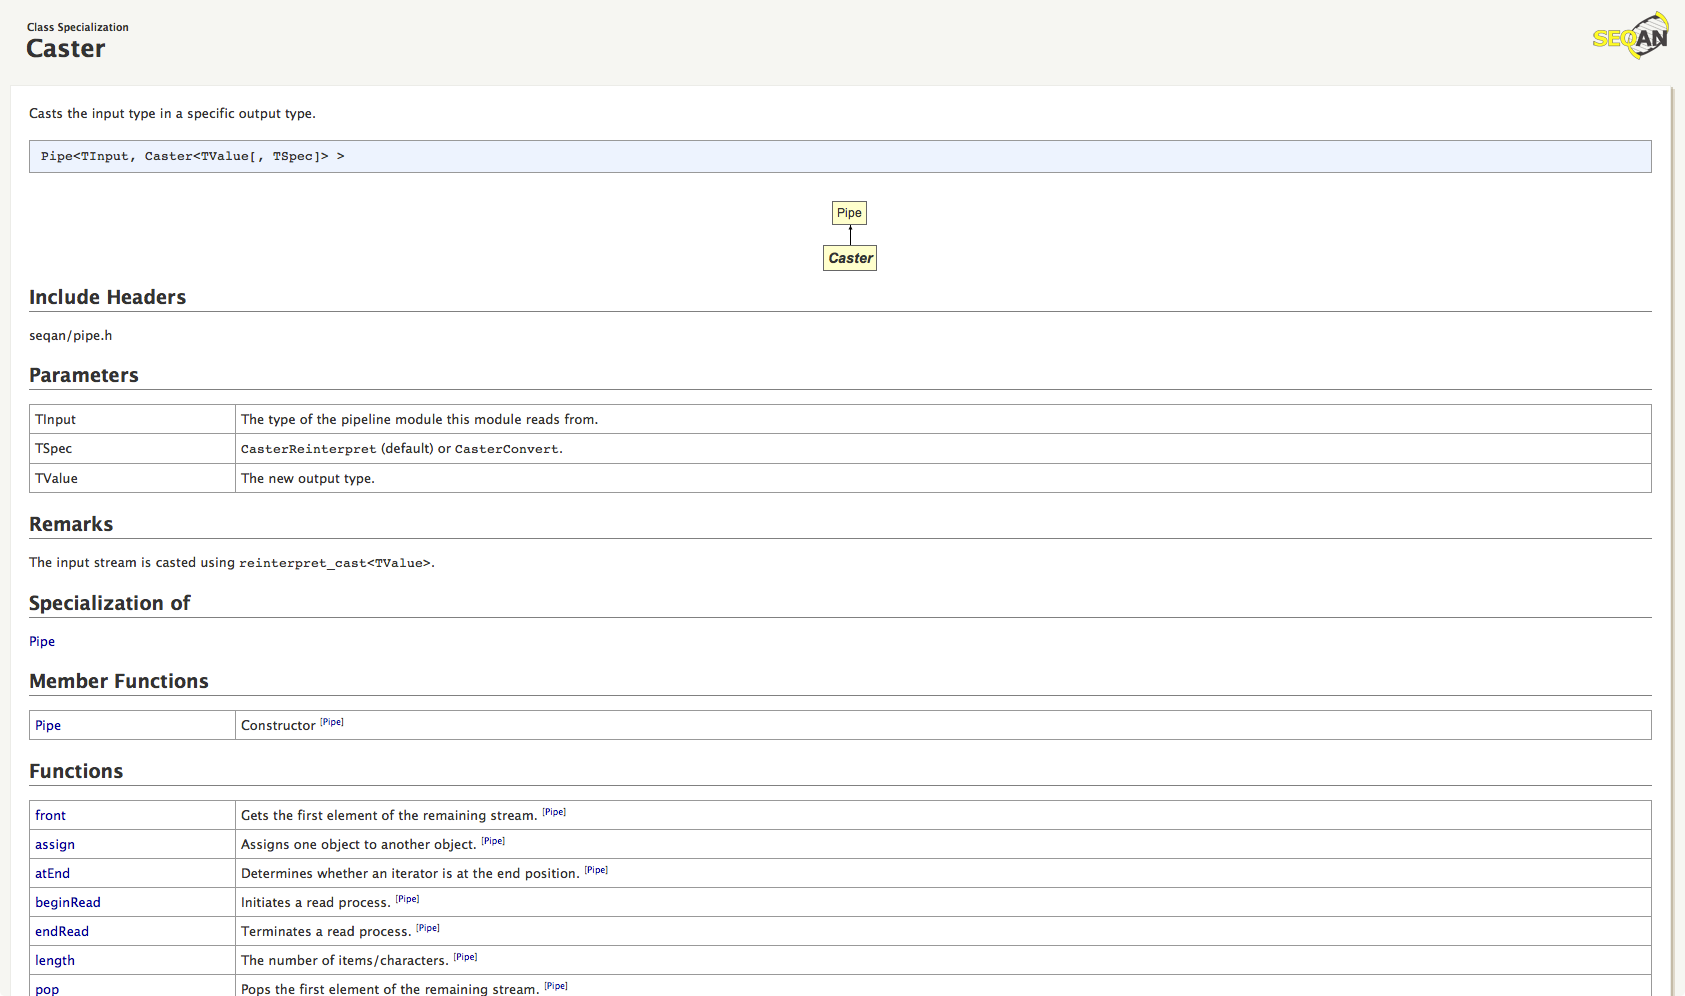 Class Specialization
Caster
SEQAN
Casts the input type in a specific output type.
Pipe<TInput, Caster<TValue[, TSpec]> >
Pipe
Caster
Include Headers
seqan/pipe.h
Parameters
TInput The type of the pipeline module this module reads from.
TSpec CasterReinterpret (default) or CasterConvert.
TValue The new output type.
Remarks
The input stream is casted using reinterpret_cast<TValue>.
Specialization of
Pipe
Member Functions
Pipe Constructor [Pipe]
Functions
front Gets the first element of the remaining stream. [Pipe]
assign Assigns one object to another object. [Pipe]
atEnd Determines whether an iterator is at the end position. [Pipe]
beginRead Initiates a read process. [Pipe]
endRead Terminates a read process. [Pipe]
length The number of items/characters. [Pipe]
pop Pops the first element of the remaining stream. [Pipe]